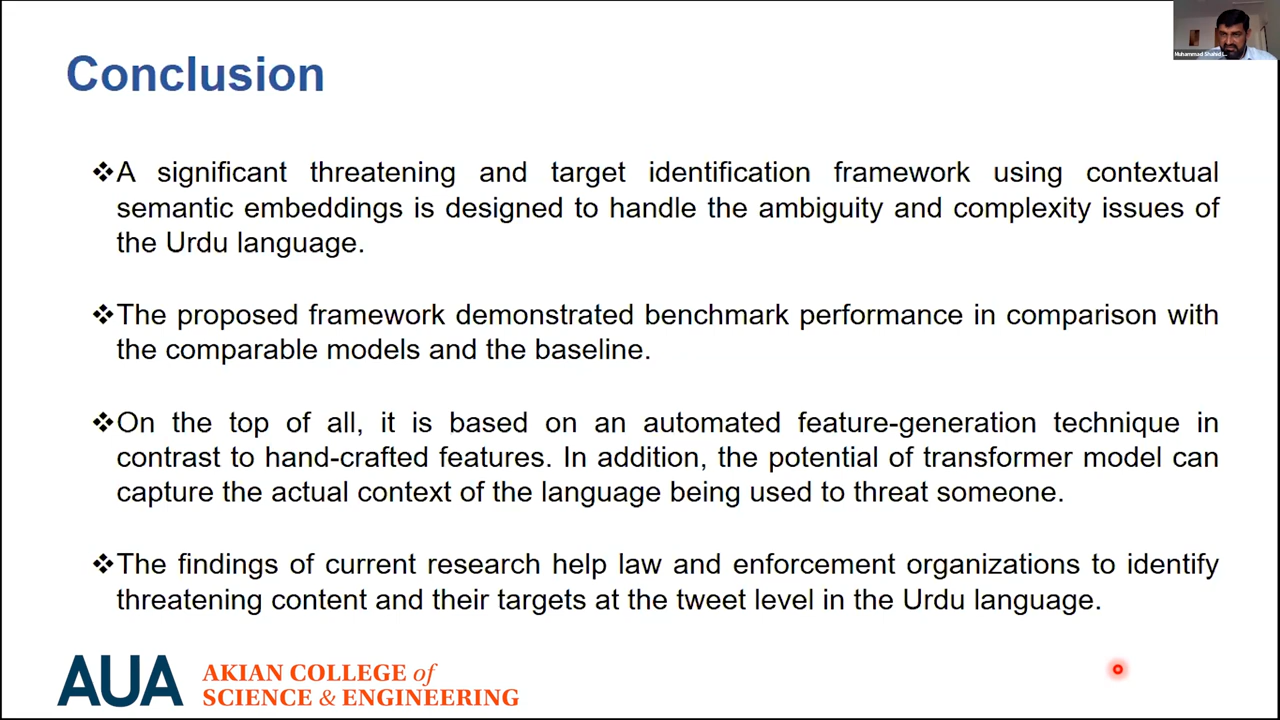 Muhammad Shahid I...
Conclusion
❖A significant threatening and target identification framework using contextual
semantic embeddings is designed to handle the ambiguity and complexity issues of
the Urdu language.
❖The proposed framework demonstrated benchmark performance in comparison with
the comparable models and the baseline.
❖On the top of all, it is based on an automated feature-generation technique in
contrast to hand-crafted features. In addition, the potential of transformer model can
capture the actual context of the language being used to threat someone.
❖The findings of current research help law and enforcement organizations to identify
threatening content and their targets at the tweet level in the Urdu language.
AUA
AKIAN COLLEGE of
SCIENCE & ENGINEERING